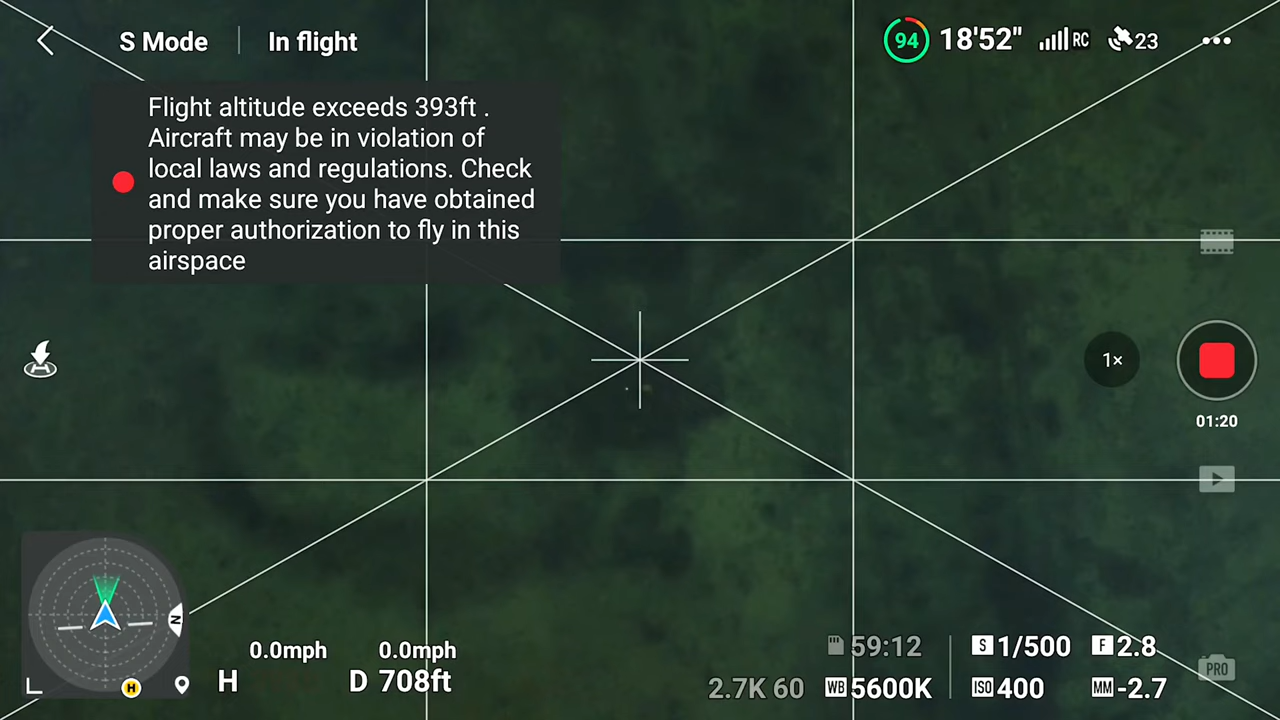 S Mode | In flight
94 18'52" RC 23
Flight altitude exceeds 393ft .
Aircraft may be in violation of
local laws and regulations. Check
and make sure you have obtained
proper authorization to fly in this
airspace
1×
01:20
N
L H
0.0mph 0.0mph
H D 708ft
59:12
2.7K 60 WB 5600K
S 1/500 F 2.8
ISO 400 MM -2.7
PRO